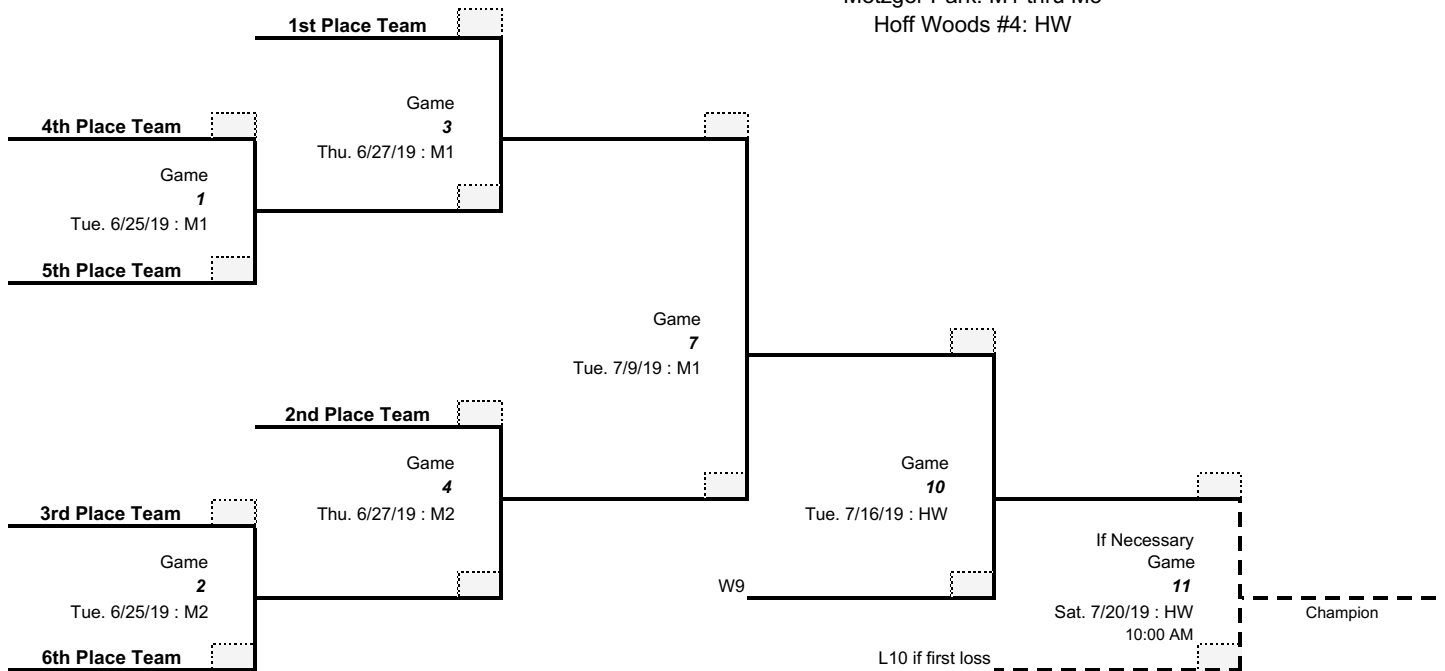 Hoff Woods #4: HW
1st Place Team
Game
3
Thu. 6/27/19 : M1
4th Place Team
Game
1
Tue. 6/25/19 : M1
5th Place Team
Game
7
Tue. 7/9/19 : M1
2nd Place Team
Game
4
Thu. 6/27/19 : M2
3rd Place Team
Game
2
Tue. 6/25/19 : M2
6th Place Team
Game
10
Tue. 7/16/19 : HW
W9
If Necessary
Game
11
Sat. 7/20/19 : HW
10:00 AM
L10 if first loss
Champion